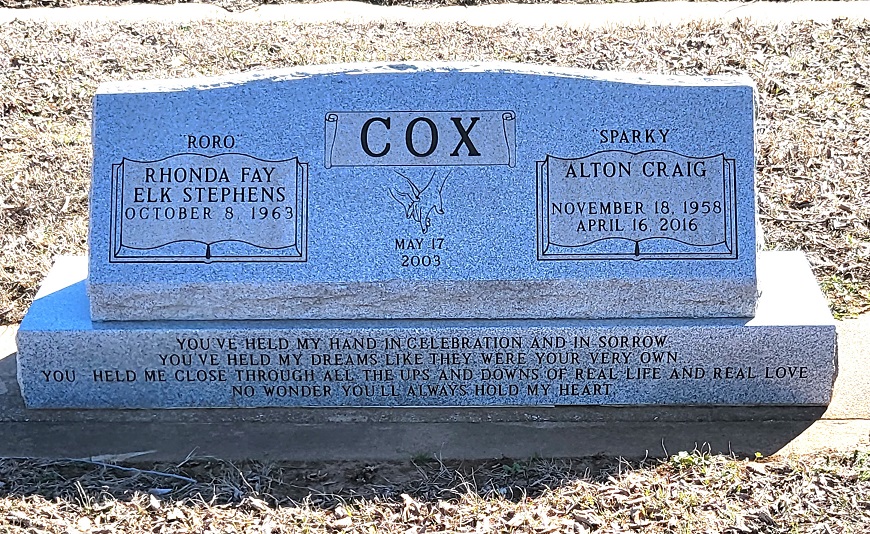 COX
"RORO"
RHONDA FAY
ELK STEPHENS
OCTOBER 8, 1963
MAY 17,
2003
"SPARKY"
ALTON CRAIG
NOVEMBER 18, 1958
APRIL 16, 2016
YOU'VE HELD MY HAND IN CELEBRATION AND IN SORROW.
YOU'VE HELD MY DREAMS LIKE THEY WERE YOUR VERY OWN.
YOU HELD ME CLOSE THROUGH ALL THE UPS AND DOWNS OF REAL LIFE AND REAL LOVE
NO WONDER YOU'LL ALWAYS HOLD MY HEART.